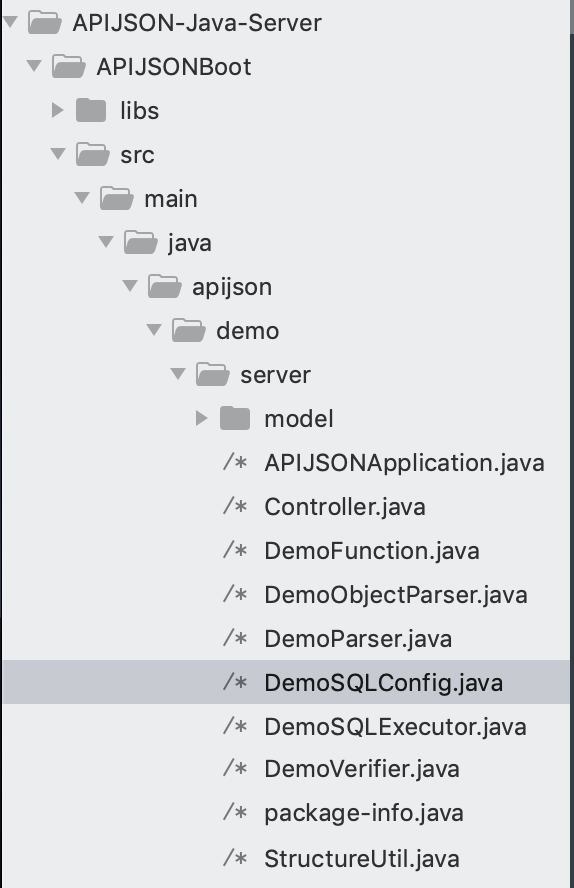 APIJSON-Java-Server
APIJSONBoot
libs
src
main
java
apijson
demo
server
model
/* APIJSONApplication.java
/* Controller.java
/* DemoFunction.java
/* DemoObjectParser.java
/* DemoParser.java
/* DemoSQLConfig.java
/* DemoSQLExecutor.java
/* DemoVerifier.java
/* package-info.java
/* StructureUtil.java